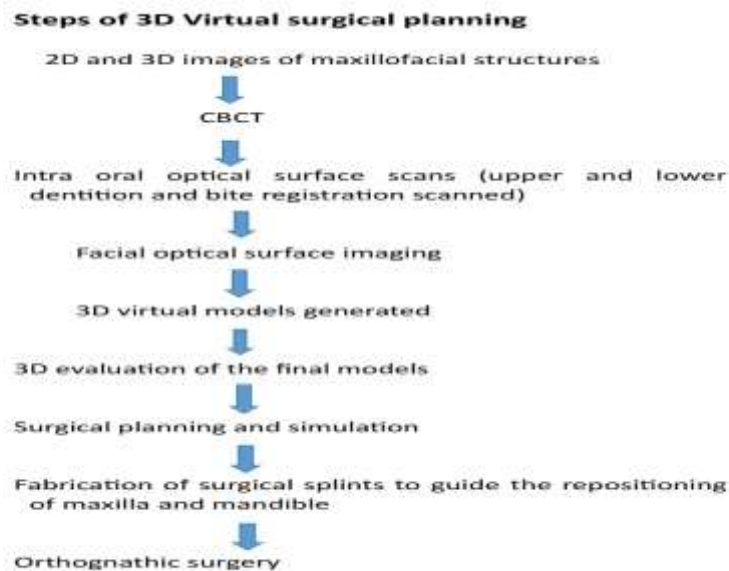 Steps of 3D Virtual surgical planning
2D and 3D images of maxillofacial structures
CBCT
Intra oral optical surface scans (upper and lower
dentition and bite registration scanned)
Facial optical surface imaging
3D virtual models generated
3D evaluation of the final models
Surgical planning and simulation
Fabrication of surgical splints to guide the repositioning
of maxilla and mandible
Orthognathic surgery